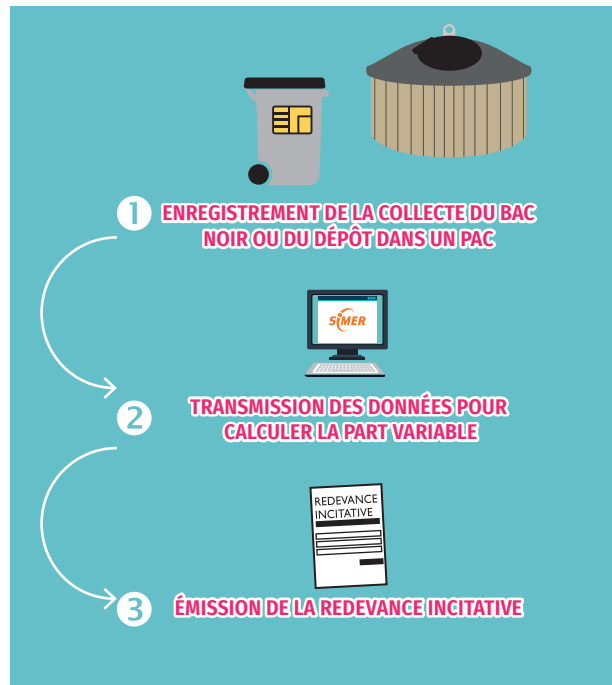 1 ENREGISTREMENT DE LA COLLECTE DU BAC
NOIR OU DU DÉPÔT DANS UN PAC
SIMER
2 TRANSMISSION DES DONNÉES POUR
CALCULER LA PART VARIABLE
REDEVANCE
INCITATIVE
3 ÉMISSION DE LA REDEVANCE INCITATIVE